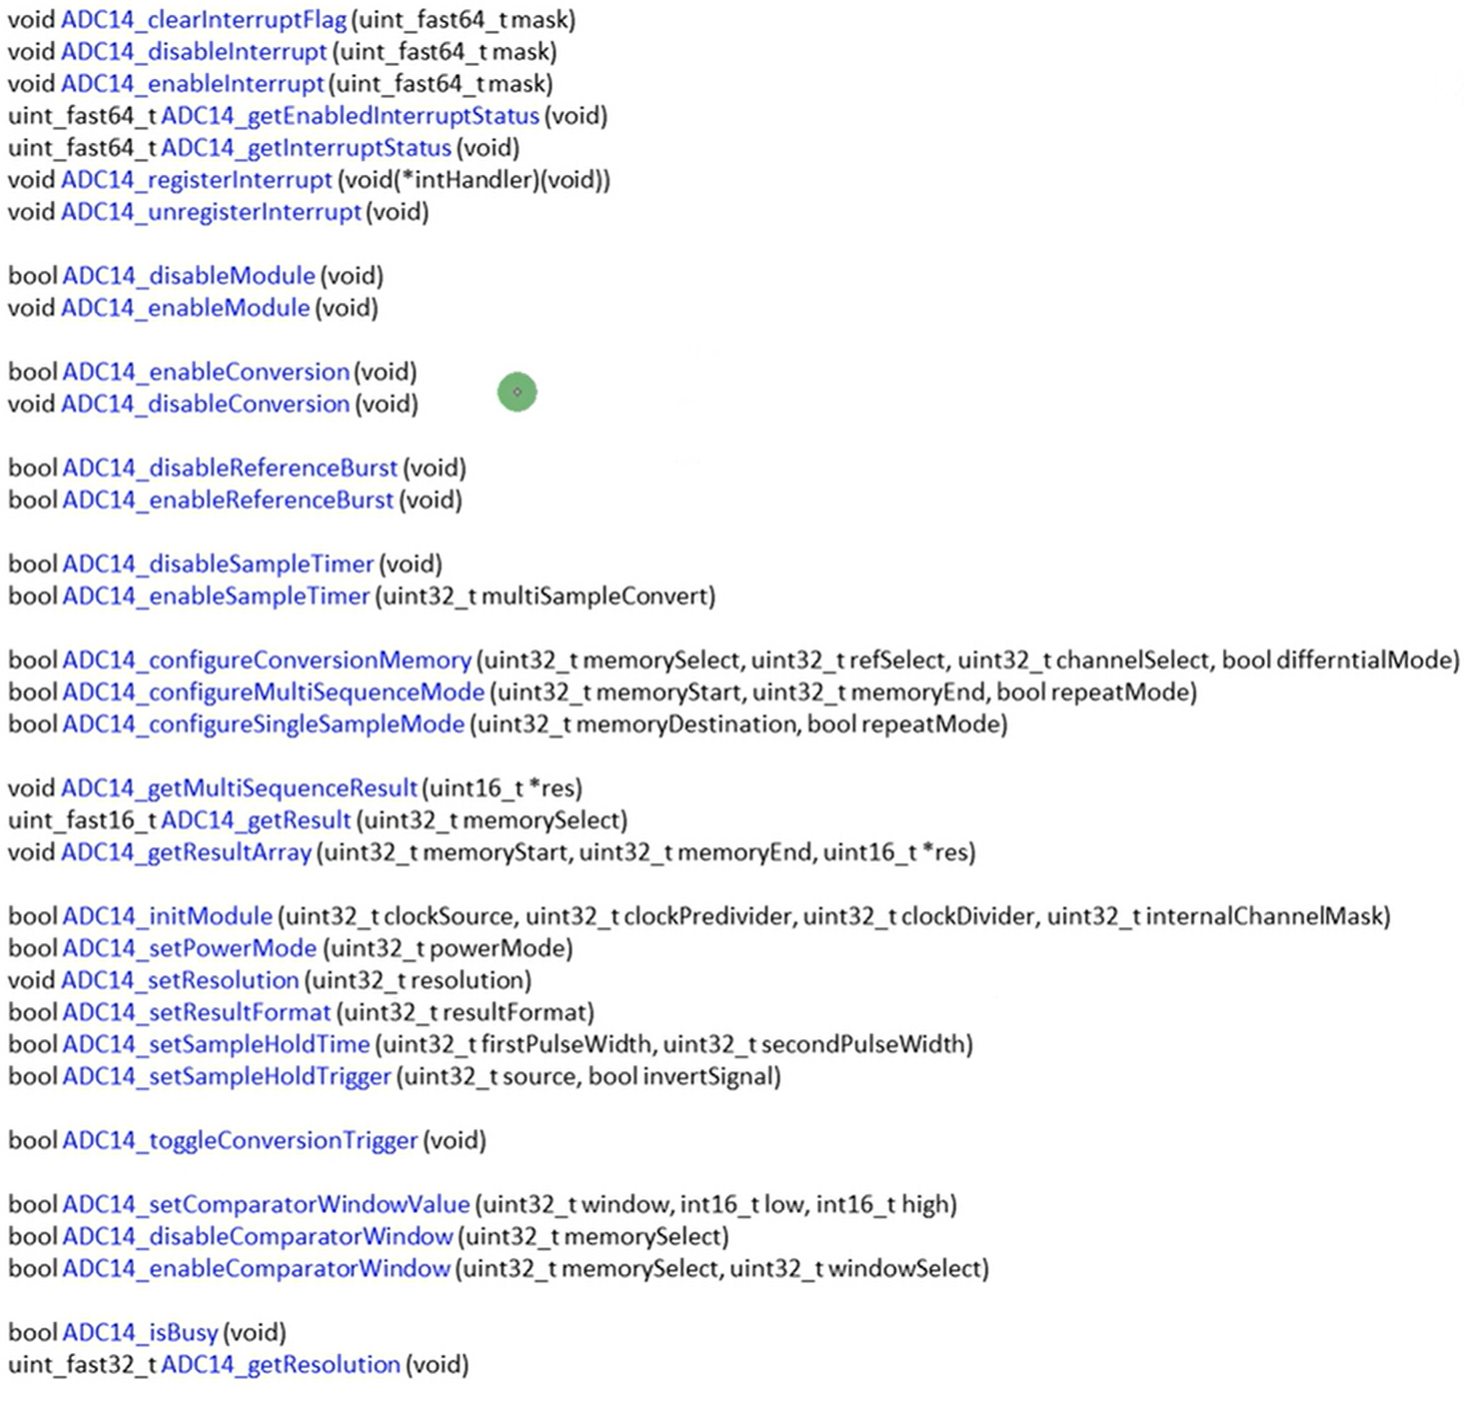 void ADC14_clearInterruptFlag (uint_fast64_t mask)
void ADC14_disableInterrupt (uint_fast64_t mask)
void ADC14_enableInterrupt (uint_fast64_t mask)
uint_fast64_t ADC14_getEnabledInterruptStatus (void)
uint_fast64_t ADC14_getInterruptStatus (void)
void ADC14_registerInterrupt (void(*intHandler)(void))
void ADC14_unregisterInterrupt (void)
bool ADC14_disableModule (void)
void ADC14_enableModule (void)
bool ADC14_enableConversion (void)
void ADC14_disableConversion (void)
bool ADC14_disableReferenceBurst (void)
bool ADC14_enableReferenceBurst (void)
bool ADC14_disableSampleTimer (void)
bool ADC14_enableSampleTimer (uint32_t multiSampleConvert)
bool ADC14_configureConversionMemory (uint32_t memorySelect, uint32_t refSelect, uint32_t channelSelect, bool differntialMode)
bool ADC14_configureMultiSequenceMode (uint32_t memoryStart, uint32_t memoryEnd, bool repeatMode)
bool ADC14_configureSingleSampleMode (uint32_t memoryDestination, bool repeatMode)
void ADC14_getMultiSequenceResult (uint16_t *res)
uint_fast16_t ADC14_getResult (uint32_t memorySelect)
void ADC14_getResultArray (uint32_t memoryStart, uint32_t memoryEnd, uint16_t *res)
bool ADC14_initModule (uint32_t clockSource, uint32_t clockPredivider, uint32_t clockDivider, uint32_t internalChannelMask)
bool ADC14_setPowerMode (uint32_t powerMode)
void ADC14_setResolution (uint32_t resolution)
bool ADC14_setResultFormat (uint32_t resultFormat)
bool ADC14_setSampleHoldTime (uint32_t firstPulseWidth, uint32_t secondPulseWidth)
bool ADC14_setSampleHoldTrigger (uint32_t source, bool invertSignal)
bool ADC14_toggleConversionTrigger (void)
bool ADC14_setComparatorWindowValue (uint32_t window, int16_t low, int16_t high)
bool ADC14_disableComparatorWindow (uint32_t memorySelect)
bool ADC14_enableComparatorWindow (uint32_t memorySelect, uint32_t windowSelect)
bool ADC14_isBusy (void)
uint_fast32_t ADC14_getResolution (void)